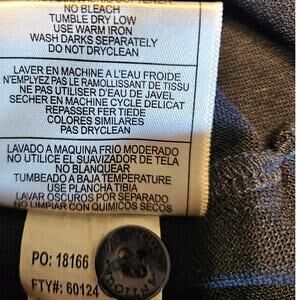 NO BLEACH
TUMBLE DRY LOW
USE WARM IRON
WASH DARKS SEPARATELY
DO NOT DRYCLEAN
LAVER EN MACHINE A L'EAU FROIDE
N'EMPLYEZ PAS LE RAMOLLISSANT DE TISSU
NE PAS UTILISER D'EAU DE JAVEL
SECHER EN MACHINE CYCLE DELICAT
REPASSER FER TIEDE
COLORES SIMILARES
PAS DRYCLEAN
LAVADO A MAQUINA FRIO MODERADO
NO UTILICE EL SUAVIZADOR DE TELA
NO BLANQUEAR
TUMBEADO A BAJA TEMPERATURE
USE PLANCHA TIBIA
LAVAR OSCUROS POR SEPARADO
NO LIMPIAR CON QUIMICOS SECOS
PO: 18166
FTY#: 60124